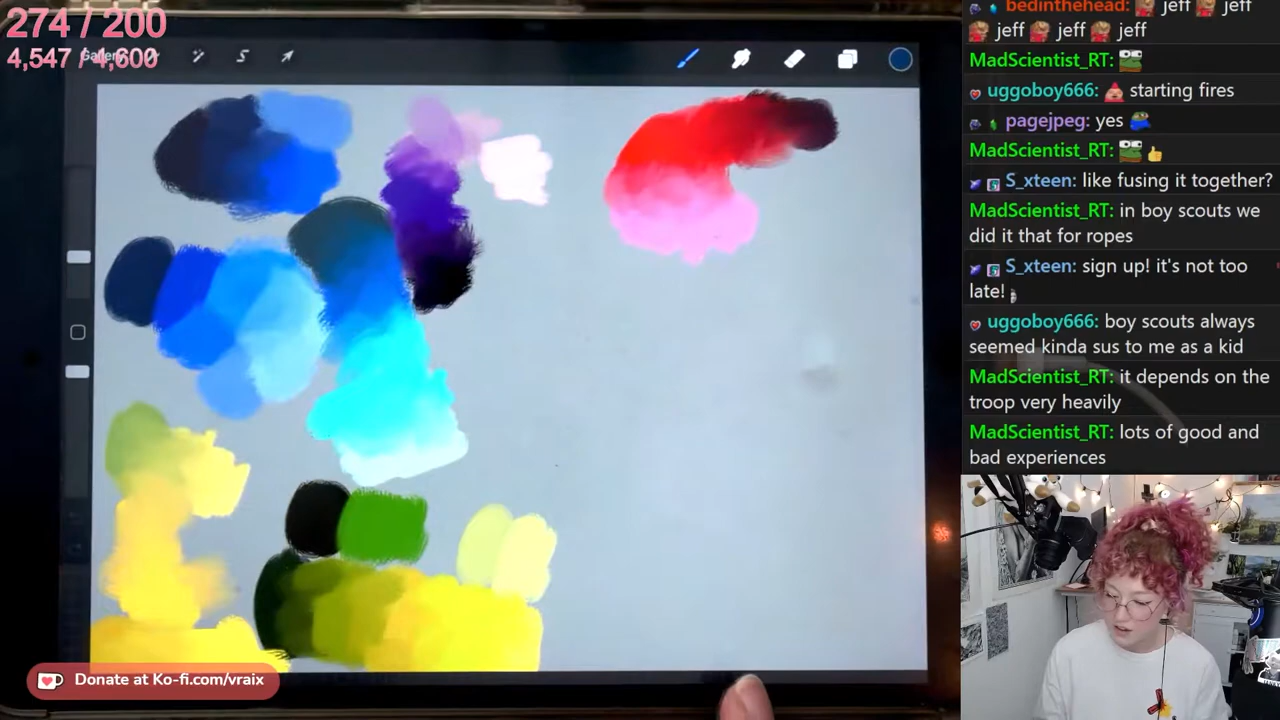 274 / 200
4,547 / 4,600
Gallery
bedinthehead: jeff jeff
jeff jeff jeff
MadScientist_RT:
uggoboy666: starting fires
pagejpeg: yes
MadScientist_RT:
S_xteen: like fusing it together?
MadScientist_RT: in boy scouts we
did it that for ropes
S_xteen: sign up! it's not too
late!
uggoboy666: boy scouts always
seemed kinda sus to me as a kid
MadScientist_RT: it depends on the
troop very heavily
MadScientist_RT: lots of good and
bad experiences
Donate at Ko-fi.com/vraix